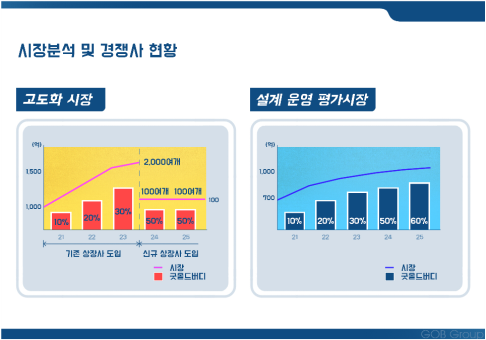 시장분석 및 경쟁사 현황
고도화 시장
(억)
1,500
1,000
2,000여개
100여개 100여개
100
10%
20%
30%
50%
50%
21 22 23 24 25
기존 상장사 도입 신규 상장사 도입
시장
굿올드버디
설계 운영 평가시장
(억)
1,000
700
10%
20%
30%
50%
60%
21 22 23 24 25
시장
굿올드버디
GOB Group